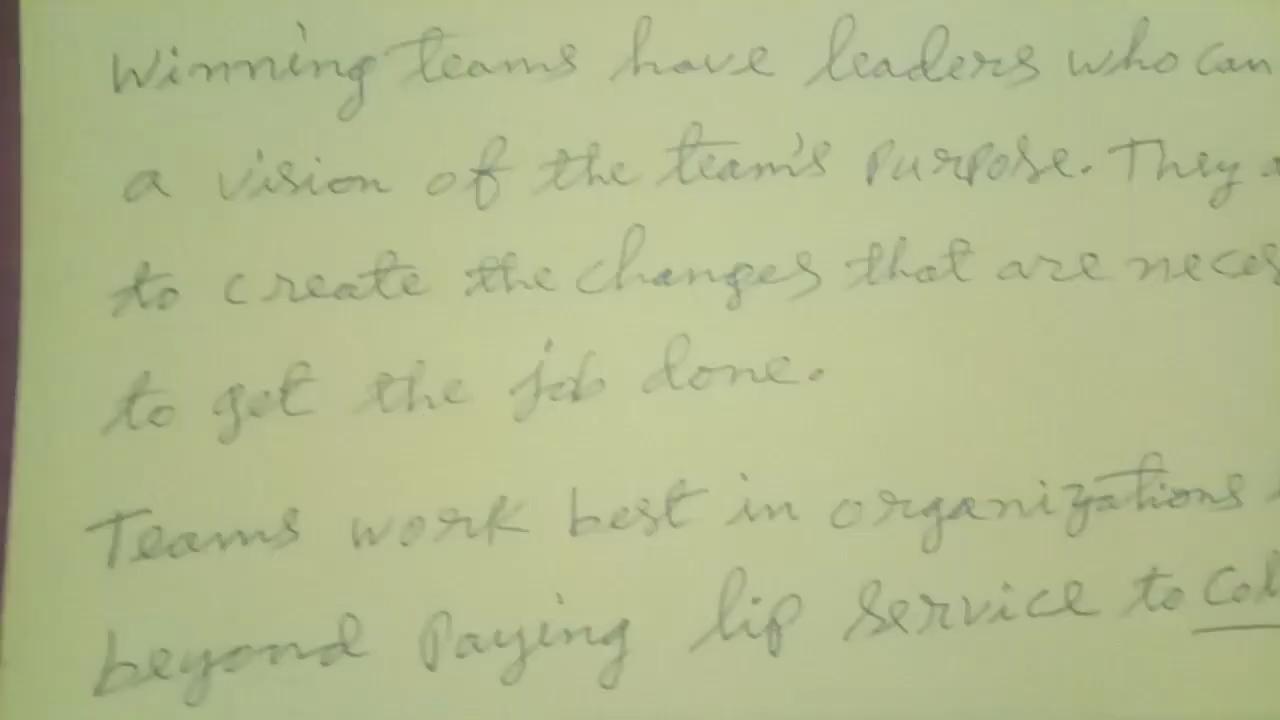 Winning teams have leaders who can
a vision of the team's purpose. They
to create the changes that are
to get the job done.
Teams work best in organizations
beyond paying lip service to